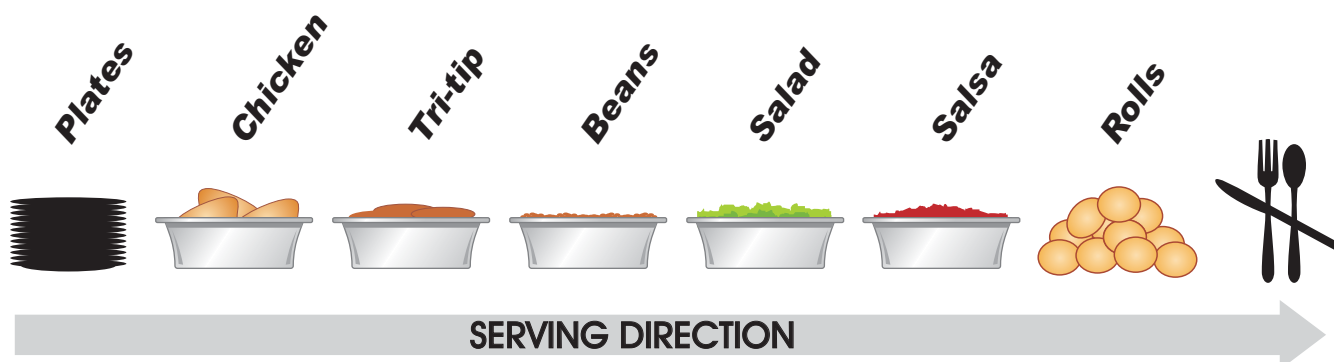 Plates
Chicken
Tri-tip
Beans
Salad
Salsa
Rolls
SERVING DIRECTION